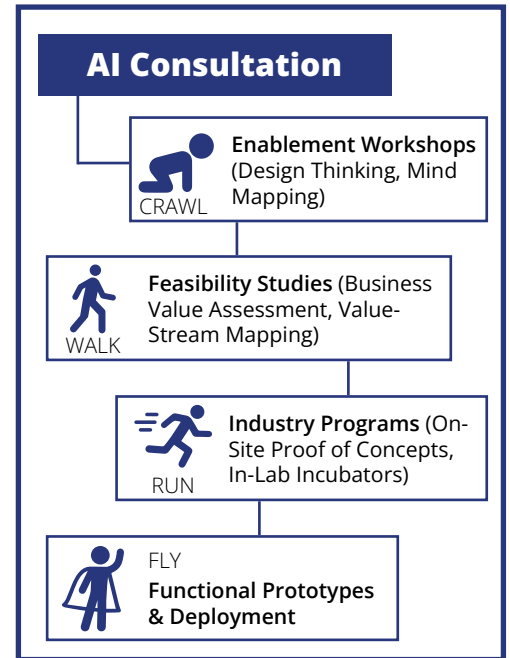 AI Consultation
Enablement Workshops
(Design Thinking, Mind
Mapping)
CRAWL
Feasibility Studies (Business
Value Assessment, Value-
Stream Mapping)
WALK
Industry Programs (On-
Site Proof of Concepts,
In-Lab Incubators)
RUN
FLY
Functional Prototypes
& Deployment